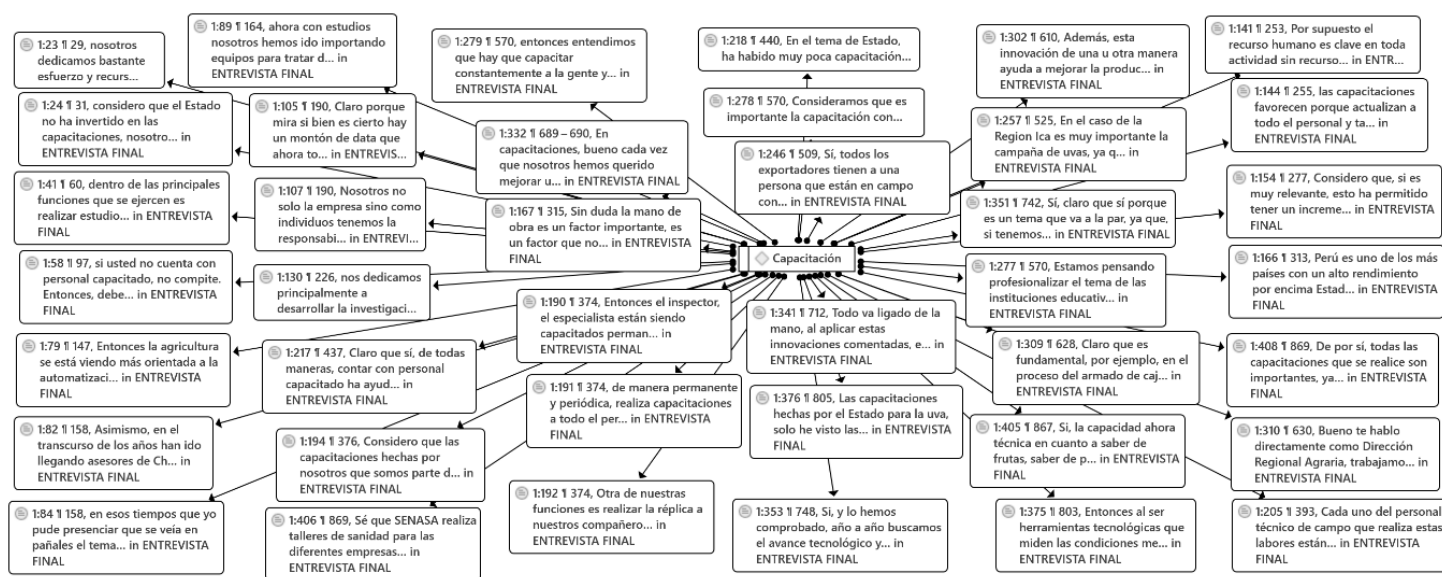 1:23 ¶ 29, nosotros
dedicamos bastante
esfuerzo y recurs...
1:89 ¶ 164, ahora con estudios
nosotros hemos ido importando
equipos para tratar d... in
ENTREVISTA FINAL
1:279 ¶ 570, entonces entendimos
que hay que capacitar
constantemente a la gente y... in
ENTREVISTA FINAL
1:218 ¶ 440, En el tema de Estado,
ha habido muy poca capacitación...
in ENTREVISTA FINAL
1:302 ¶ 610, Además, esta
innovación de una u otra manera
ayuda a mejorar la produc... in
ENTREVISTA FINAL
1:141 ¶ 253, Por supuesto el
recurso humano es clave en toda
actividad sin recurso... in ENTR...
1:24 ¶ 31, considero que el Estado
no ha invertido en las
capacitaciones, nosotro... in
ENTREVISTA FINAL
1:105 ¶ 190, Claro porque
mira si bien es cierto hay
un montón de data que
ahora to... in ENTREVIS...
1:332 ¶ 689 – 690, En
capacitaciones, bueno cada vez
que nosotros hemos querido
mejorar u... in ENTREVISTA FINAL
1:278 ¶ 570, Consideramos que es
importante la capacitación con...
1:246 ¶ 509, Sí, todos los
exportadores tienen a una
persona que están en campo
con... in ENTREVISTA FINAL
1:257 ¶ 525, En el caso de la
Region Ica es muy importante la
campaña de uvas, ya q... in
ENTREVISTA FINAL
1:144 ¶ 255, las capacitaciones
favorecen porque actualizan a
todo el personal y ta... in
ENTREVISTA FINAL
1:41 ¶ 60, dentro de las principales
funciones que se ejercen es
realizar estudio... in ENTREVISTA
FINAL
1:107 ¶ 190, Nosotros no
solo la empresa sino como
individuos tenemos la
responsabi... in ENTREVI...
1:167 ¶ 315, Sin duda la mano de
obra es un factor importante, es
un factor que no... in ENTREVISTA
FINAL
1:351 ¶ 742, Sí, claro que sí porque
es un tema que va a la par, ya que,
si tenemos... in ENTREVISTA
FINAL
1:154 ¶ 277, Considero que, si es
muy relevante, esto ha permitido
tener un increme... in
ENTREVISTA FINAL
Capacitación
1:58 ¶ 97, si usted no cuenta con
personal capacitado, no compite.
Entonces, debe... in ENTREVISTA
FINAL
1:130 ¶ 226, nos dedicamos
principalmente a
desarrollar la investigaci...
1:277 ¶ 570, Estamos pensando
profesionalizar el tema de las
instituciones educativ... in
ENTREVISTA FINAL
1:166 ¶ 313, Perú es uno de los más
países con un alto rendimiento
por encima Estad... in
ENTREVISTA FINAL
1:79 ¶ 147, Entonces la agricultura
se está viendo más orientada a la
automatizaci... in ENTREVISTA
FINAL
1:217 ¶ 437, Claro que sí, de todas
maneras, contar con personal
capacitado ha ayud... in
ENTREVISTA FINAL
1:190 ¶ 374, Entonces el inspector,
el especialista están siendo
capacitados perman... in
ENTREVISTA FINAL
1:341 ¶ 712, Todo va ligado de la
mano, al aplicar estas
innovaciones comentadas, e... in
ENTREVISTA FINAL
1:309 ¶ 628, Claro que es
fundamental, por ejemplo, en el
proceso del armado de caj... in
ENTREVISTA FINAL
1:408 ¶ 869, De por sí, todas las
capacitaciones que se realice son
importantes, ya... in
ENTREVISTA FINAL
1:82 ¶ 158, Asimismo, en el
transcurso de los años han ido
llegando asesores de Ch... in
ENTREVISTA FINAL
1:194 ¶ 376, Considero que las
capacitaciones hechas por
nosotros que somos parte d... in
ENTREVISTA FINAL
1:191 ¶ 374, de manera permanente
y periódica, realiza capacitaciones
a todo el per... in ENTREVISTA
FINAL
1:376 ¶ 805, Las capacitaciones
hechas por el Estado para la uva,
solo he visto las... in ENTREVISTA
FINAL
1:405 ¶ 867, Si, la capacidad ahora
técnica en cuanto a saber de
frutas, saber de p... in ENTREVISTA
FINAL
1:310 ¶ 630, Bueno te hablo
directamente como Dirección
Regional Agraria, trabajamo... in
ENTREVISTA FINAL
1:84 ¶ 158, en esos tiempos que yo
pude presenciar que se veía en
pañales el tema... in ENTREVISTA
FINAL
1:406 ¶ 869, Sé que SENASA realiza
talleres de sanidad para las
diferentes empresas... in
ENTREVISTA FINAL
1:192 ¶ 374, Otra de nuestras
funciones es realizar la réplica a
nuestros compañero... in
ENTREVISTA FINAL
1:353 ¶ 748, Si, y lo hemos
comprobado, año a año buscamos
el avance tecnológico y... in
ENTREVISTA FINAL
1:375 ¶ 803, Entonces al ser
herramientas tecnológicas que
miden las condiciones me... in
ENTREVISTA FINAL
1:205 ¶ 393, Cada uno del personal
técnico de campo que realiza estas
labores están... in ENTREVISTA
FINAL